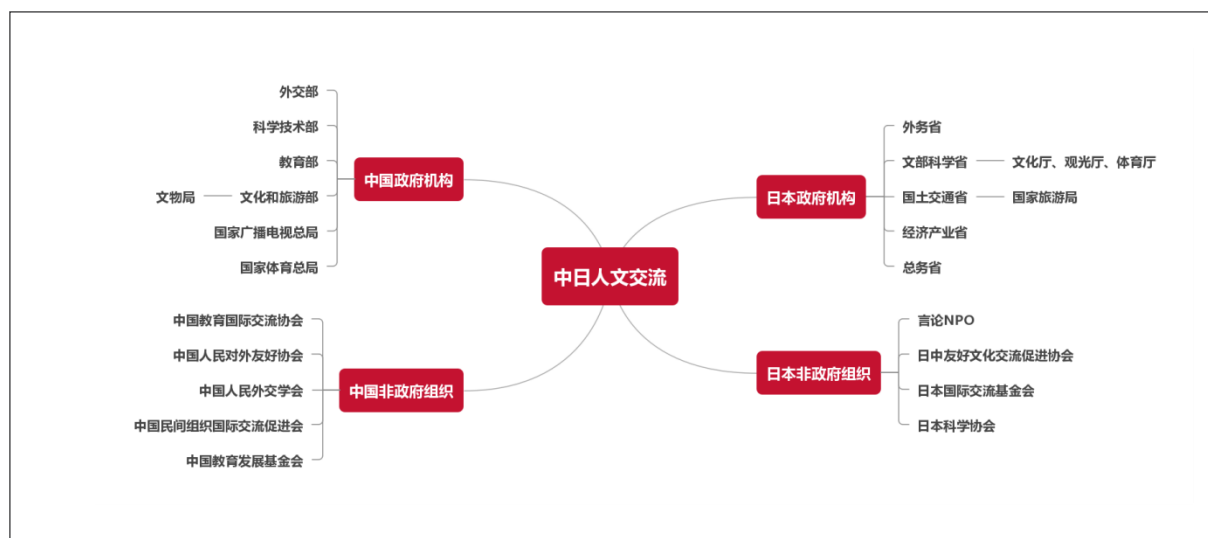 中日人文交流
中国政府机构
外交部
科学技术部
教育部
文化和旅游部
文物局
国家广播电视总局
国家体育总局
中国非政府组织
中国教育国际交流协会
中国人民对外友好协会
中国人民外交学会
中国民间组织国际交流促进会
中国教育发展基金会
日本政府机构
外务省
文部科学省
文化厅、观光厅、体育厅
国土交通省
国家旅游局
经济产业省
总务省
日本非政府组织
言论NPO
日中友好文化交流促进协会
日本国际交流基金会
日本科学协会